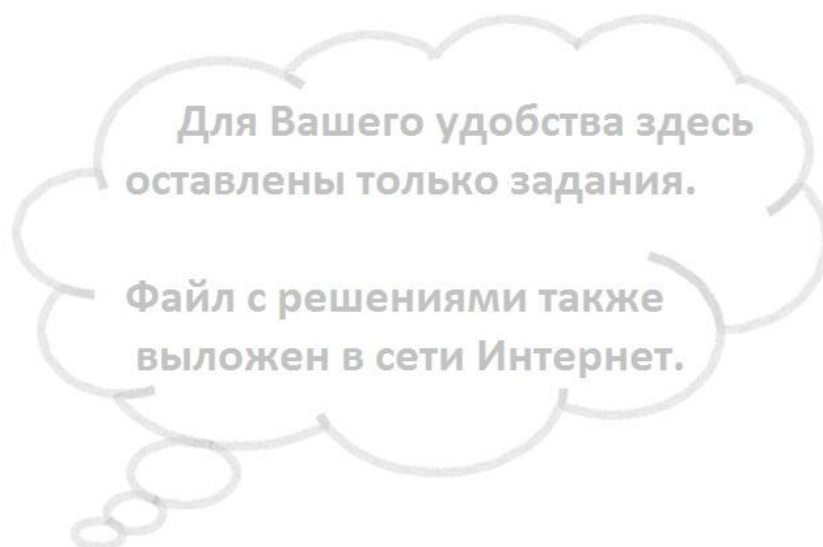 Для Вашего удобства здесь
оставлены только задания.
Файл с решениями также
выложен в сети Интернет.